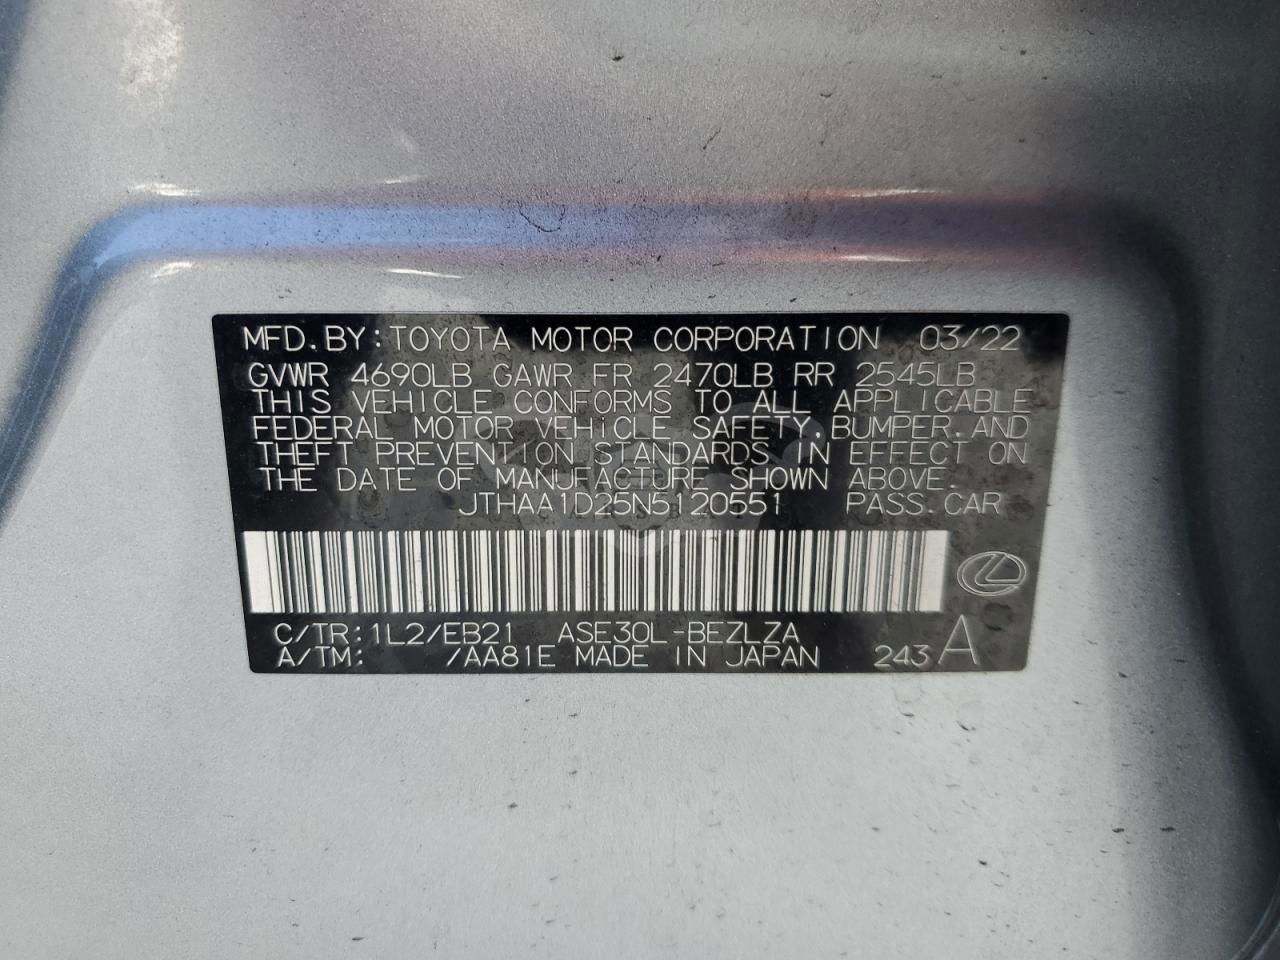 MFD.BY:TOYOTA MOTOR CORPORATION 03/22
GVWR 4690LB GAWR FR 2470LB RR 2545LB
THIS VEHICLE CONFORMS TO ALL APPLICABLE
FEDERAL MOTOR VEHICLE SAFETY,BUMPER,AND
THEFT PREVENTION STANDARDS IN EFFECT ON
THE DATE OF MANUFACTURE SHOWN ABOVE.
JTHAA1D25N5120551 PASS.CAR
C/TR:1L2/EB21 ASE30L-BEZLZA
A/TM: /AA81E MADE IN JAPAN 243 A